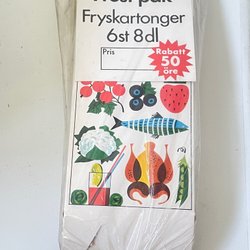 Fryskartonger
6st 8dl
Pris
Rabatt
50
öre